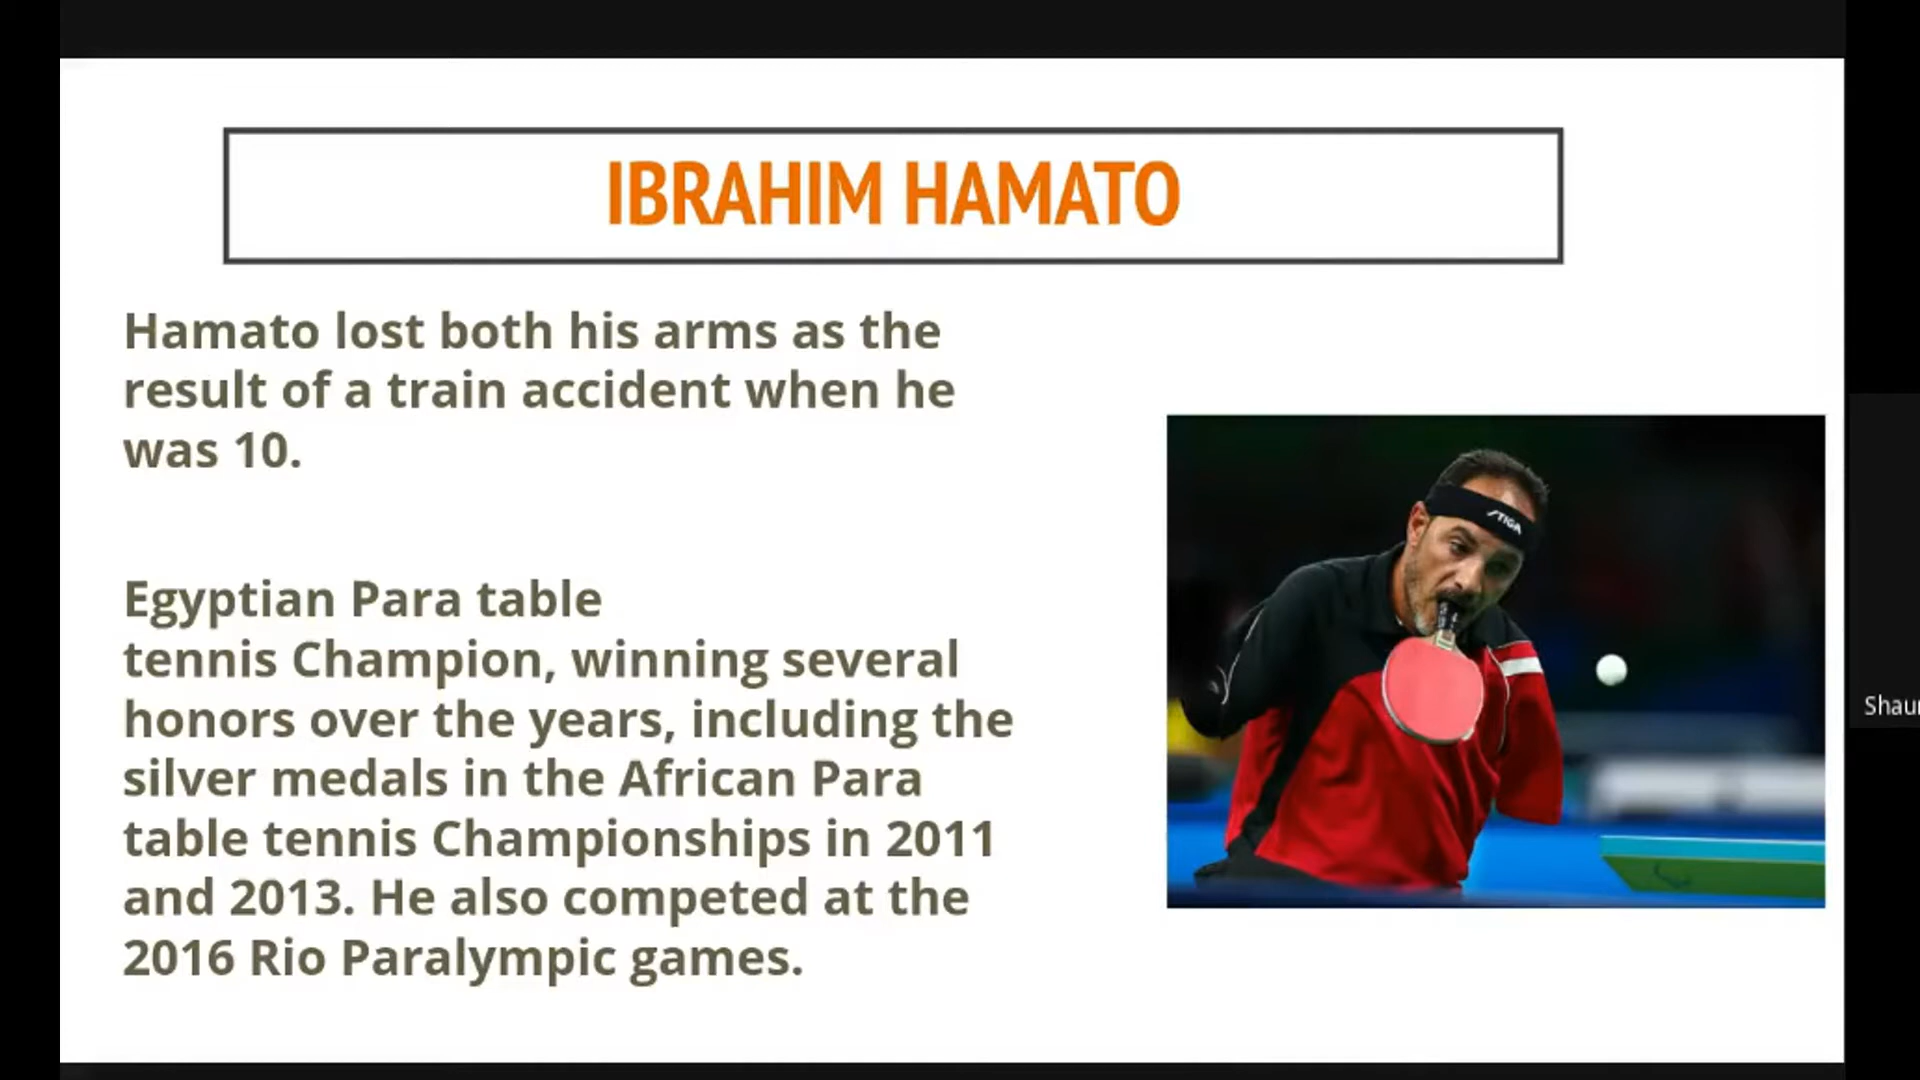 IBRAHIM HAMATO
Hamato lost both his arms as the
result of a train accident when he
was 10.
Egyptian Para table
tennis Champion, winning several
honors over the years, including the
silver medals in the African Para
table tennis Championships in 2011
and 2013. He also competed at the
2016 Rio Paralympic games.
STIGA
Shau